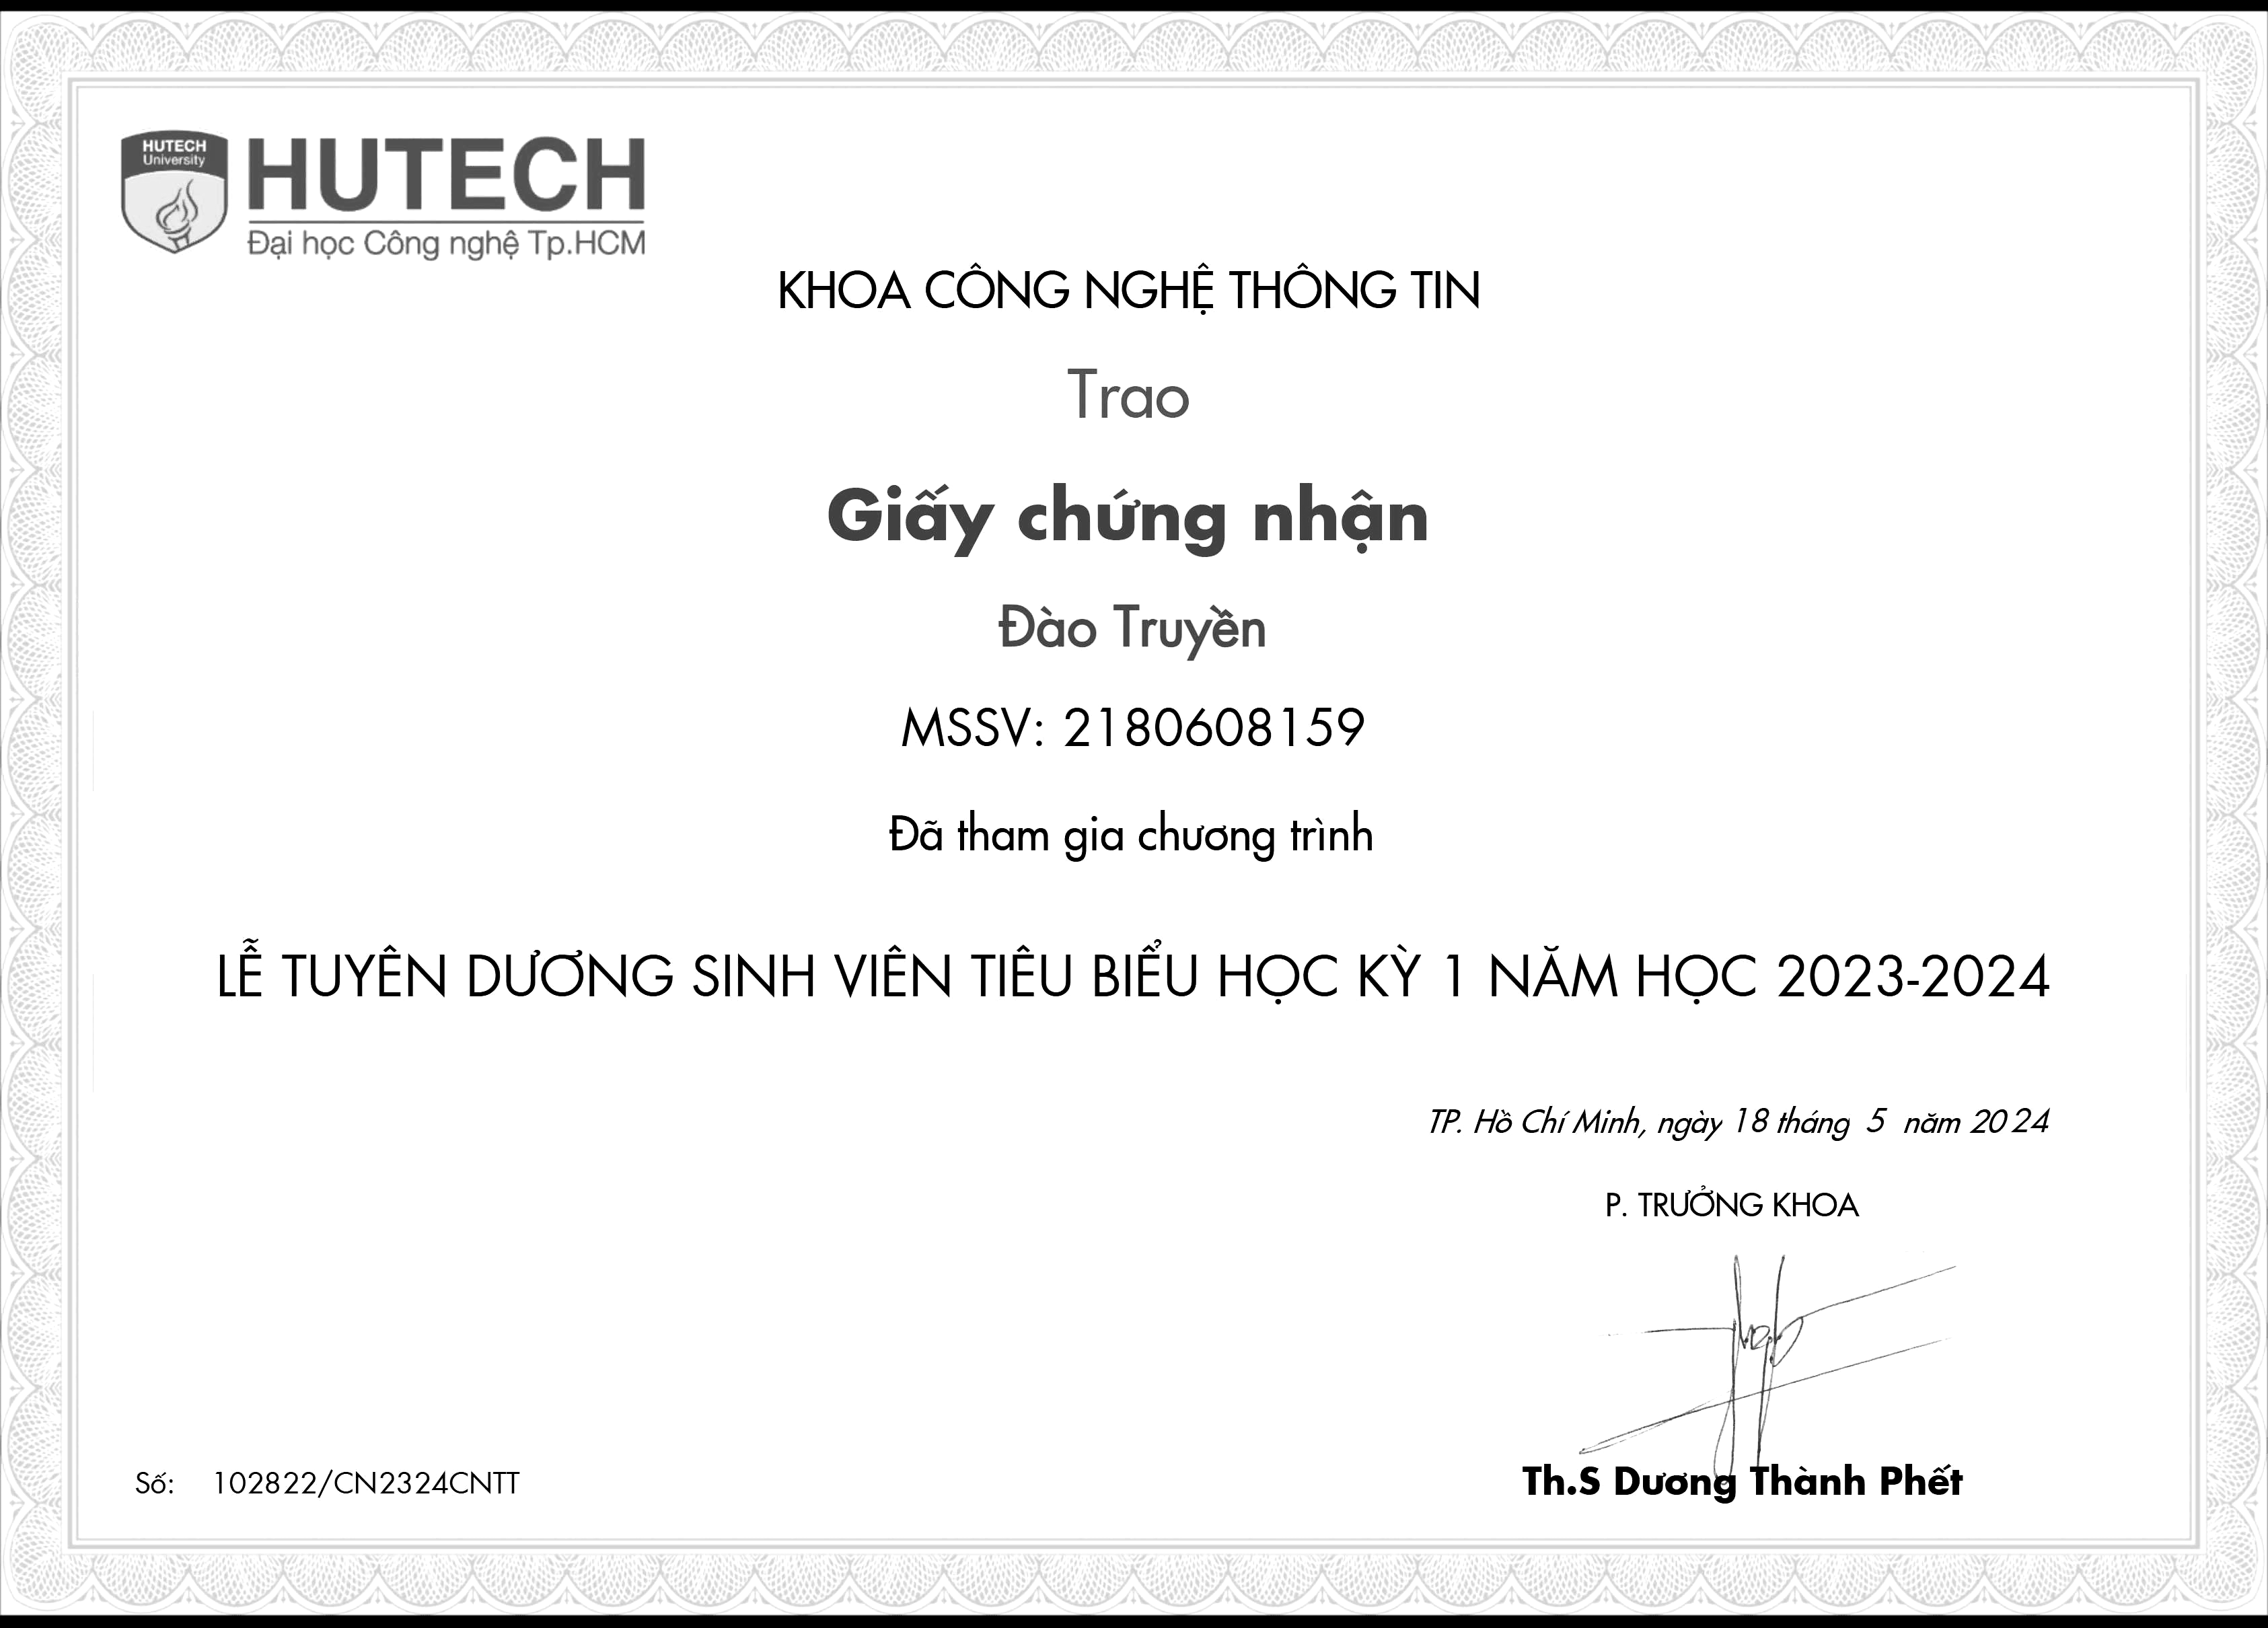 HUTECH
University
HUTECH
Đại học Công nghệ Tp.HCM
KHOA CÔNG NGHỆ THÔNG TIN
Trao
Giấy chứng nhận
Đào Truyền
MSSV: 2180608159
Đã tham gia chương trình
LỄ TUYÊN DƯƠNG SINH VIÊN TIÊU BIỂU HỌC KỲ 1 NĂM HỌC 2023-2024
TP. Hồ Chí Minh, ngày 18 tháng 5 năm 2024
P. TRƯỞNG KHOA
Th.S Dương Thành Phết
Số: 102822/CN2324CNTT